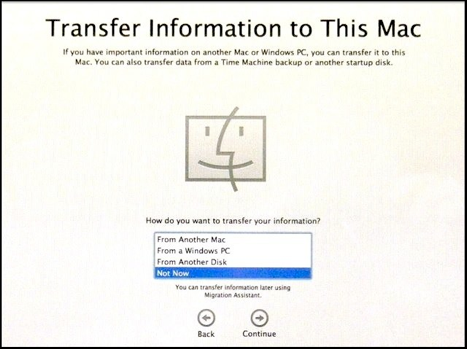 Transfer Information to This Mac
If you have important information on another Mac or Windows PC, you can transfer it to this
Mac. You can also transfer data from a Time Machine backup or another startup disk.
How do you want to transfer your information?
From Another Mac
From a Windows PC
From Another Disk
Not Now
You can transfer information later using
Migration Assistant.
Back
Continue